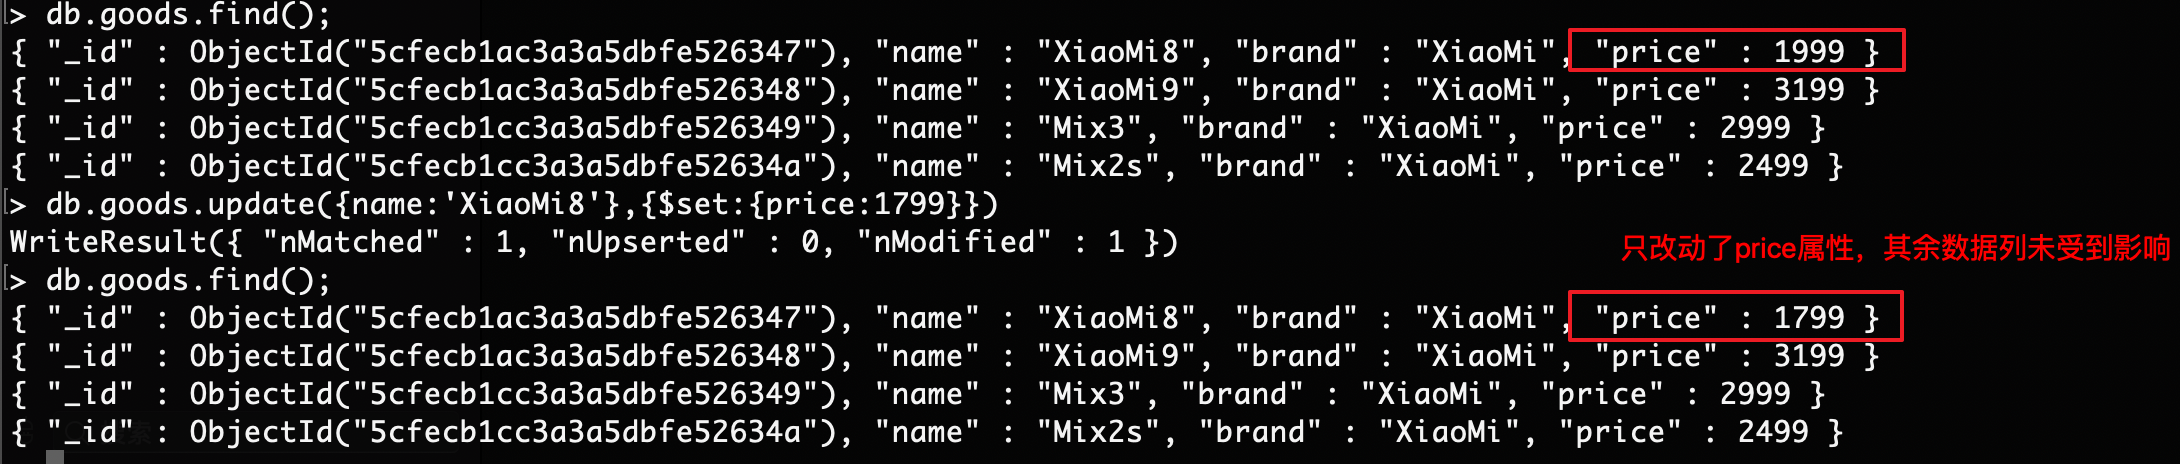 > db.goods.find();
{ "_id" : ObjectId("5cfecb1ac3a3a5dbfe526347"), "name" : "XiaoMi8", "brand" : "XiaoMi", "price" : 1999 }
{ "_id" : ObjectId("5cfecb1ac3a3a5dbfe526348"), "name" : "XiaoMi9", "brand" : "XiaoMi", "price" : 3199 }
{ "_id" : ObjectId("5cfecb1cc3a3a5dbfe526349"), "name" : "Mix3", "brand" : "XiaoMi", "price" : 2999 }
{ "_id" : ObjectId("5cfecb1cc3a3a5dbfe52634a"), "name" : "Mix2s", "brand" : "XiaoMi", "price" : 2499 }
> db.goods.update({name:'XiaoMi8'},{$set:{price:1799}})
WriteResult({ "nMatched" : 1, "nUpserted" : 0, "nModified" : 1 })
只改动了price属性，其余数据列未受到影响
> db.goods.find();
{ "_id" : ObjectId("5cfecb1ac3a3a5dbfe526347"), "name" : "XiaoMi8", "brand" : "XiaoMi", "price" : 1799 }
{ "_id" : ObjectId("5cfecb1ac3a3a5dbfe526348"), "name" : "XiaoMi9", "brand" : "XiaoMi", "price" : 3199 }
{ "_id" : ObjectId("5cfecb1cc3a3a5dbfe526349"), "name" : "Mix3", "brand" : "XiaoMi", "price" : 2999 }
{ "_id" : ObjectId("5cfecb1cc3a3a5dbfe52634a"), "name" : "Mix2s", "brand" : "XiaoMi", "price" : 2499 }